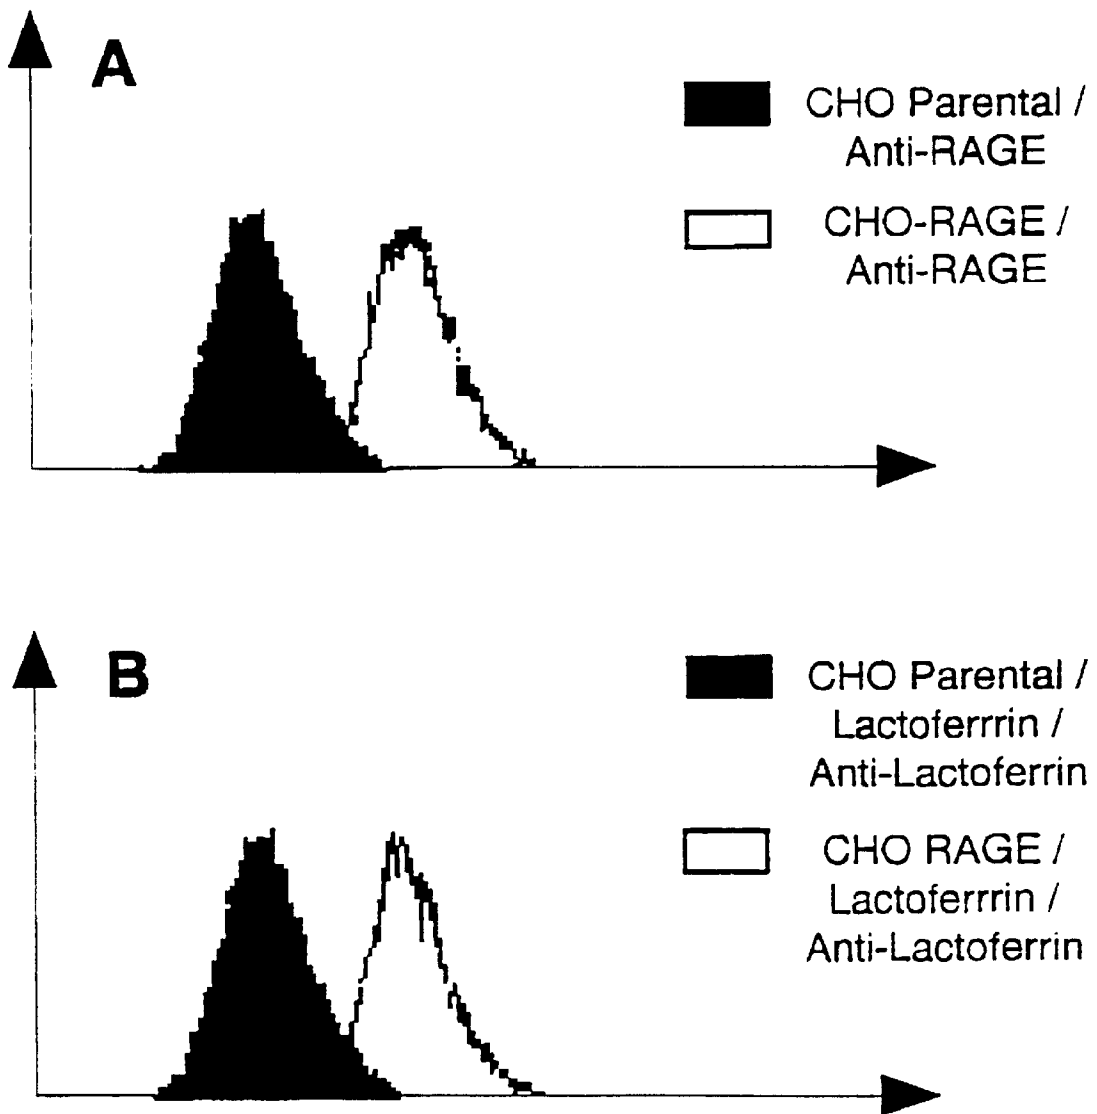 A
CHO Parental /
Anti-RAGE
CHO-RAGE /
Anti-RAGE
B
CHO Parental /
Lactoferrrin /
Anti-Lactoferrin
CHO RAGE /
Lactoferrrin /
Anti-Lactoferrin